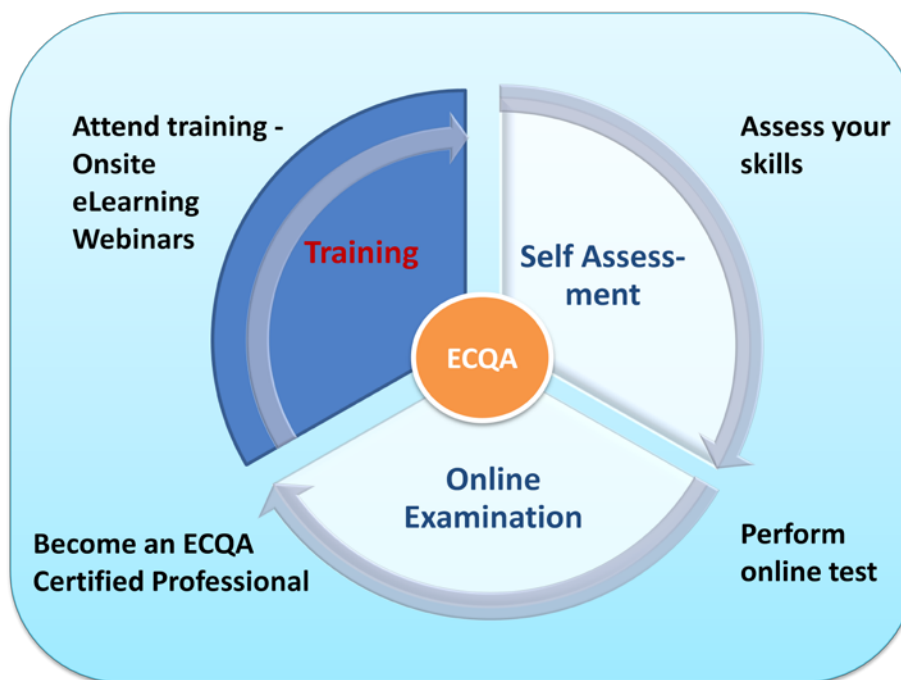 Attend training -
Onsite
eLearning
Webinars
Assess your
skills
Training
Self Assess-
ment
ECQA
Online
Examination
Become an ECQA
Certified Professional
Perform
online test